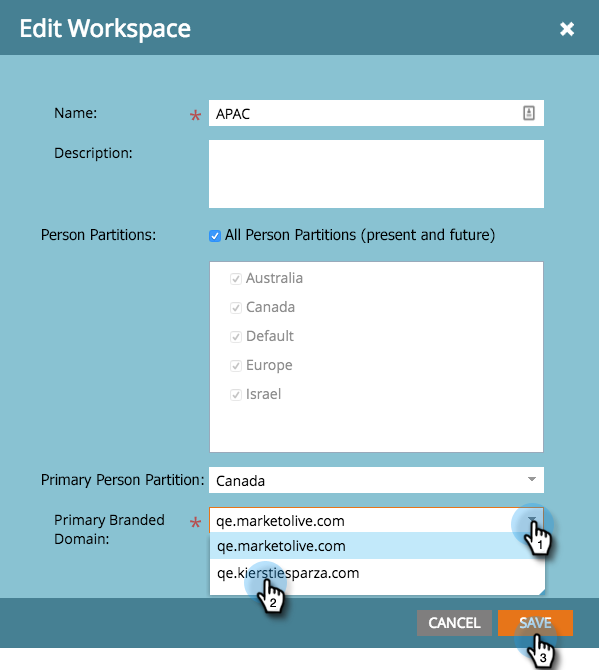 Edit Workspace
Name: * APAC
Description:
Person Partitions: All Person Partitions (present and future)
Australia
Canada
Default
Europe
Israel
Primary Person Partition: Canada
Primary Branded Domain: * qe.marketolive.com
1
qe.marketolive.com
qe.kierstiesparza.com
2
CANCEL SAVE
3